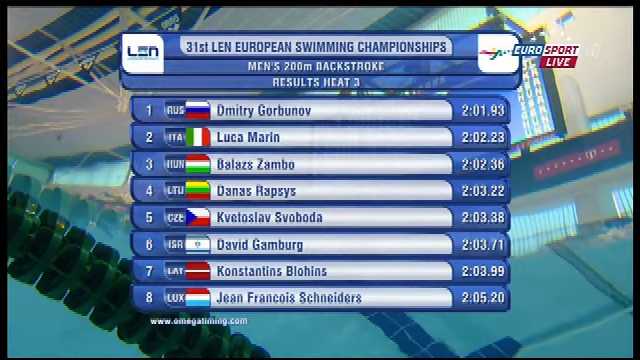 LEN
31st LEN EUROPEAN SWIMMING CHAMPIONSHIPS
EUROSPORT
LIVE
MEN'S 200m BACKSTROKE
RESULTS HEAT 3
1 RUS Dmitry Gorbunov 2:01.93
2 ITA Luca Marin 2:02.23
3 HUN Balazs Zambo 2:02.36
4 LTU Danas Rapsys 2:03.22
5 CZE Kvetoslav Svoboda 2:03.38
6 ISR David Gamburg 2:03.71
7 LAT Konstantins Blohins 2:03.99
8 LUX Jean Francois Schneiders 2:05.20
www.omegatiming.com